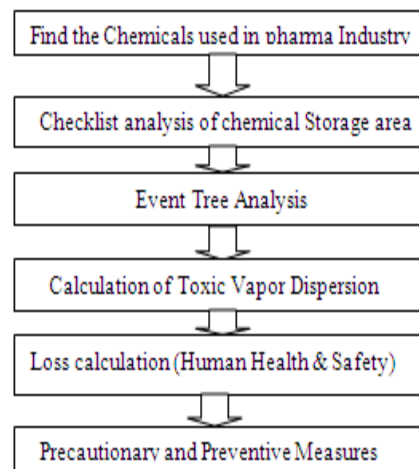 Find the Chemicals used in pharma Industry
Checklist analysis of chemical Storage area
Event Tree Analysis
Calculation of Toxic Vapor Dispersion
Loss calculation (Human Health & Safety)
Precautionary and Preventive Measures